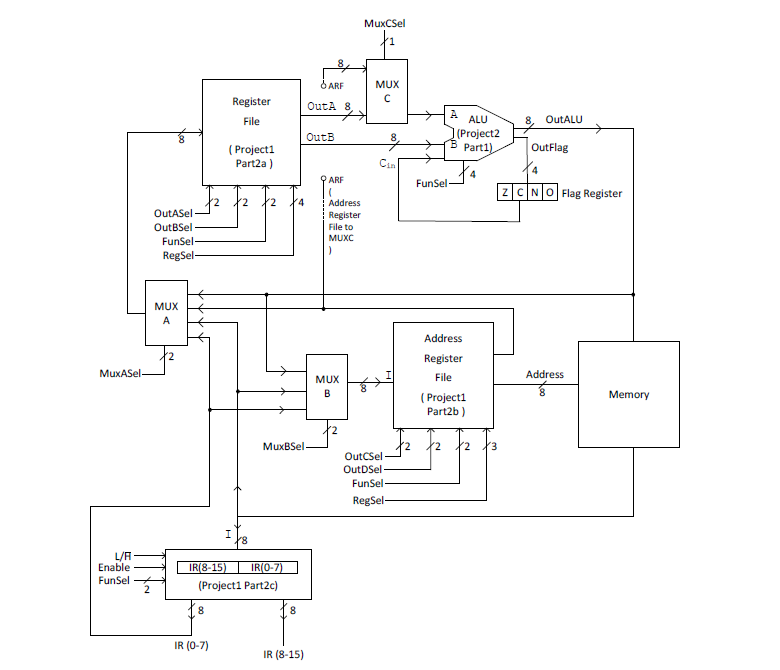 MuxCSel
1
8
ARF
MUX
C
Register
File
( Project1
Part2a )
OutA
8
OutB
8
8
A
B
ALU
(Project2
Part1)
8
OutALU
OutFlag
4
Cin
FunSel
4
Z C N O
Flag Register
ARF
(
Address
Register
File to
MUXC
)
2
2
2
4
OutASel
OutBSel
FunSel
RegSel
MUX
A
2
MuxASel
MUX
B
8
I
2
MuxBSel
Address
Register
File
( Project1
Part2b )
Address
8
Memory
2
2
2
3
OutCSel
OutDSel
FunSel
RegSel
I
8
L/H̅
Enable
FunSel
2
IR(8-15) IR(0-7)
(Project1 Part2c)
8
8
IR (0-7)
IR (8-15)